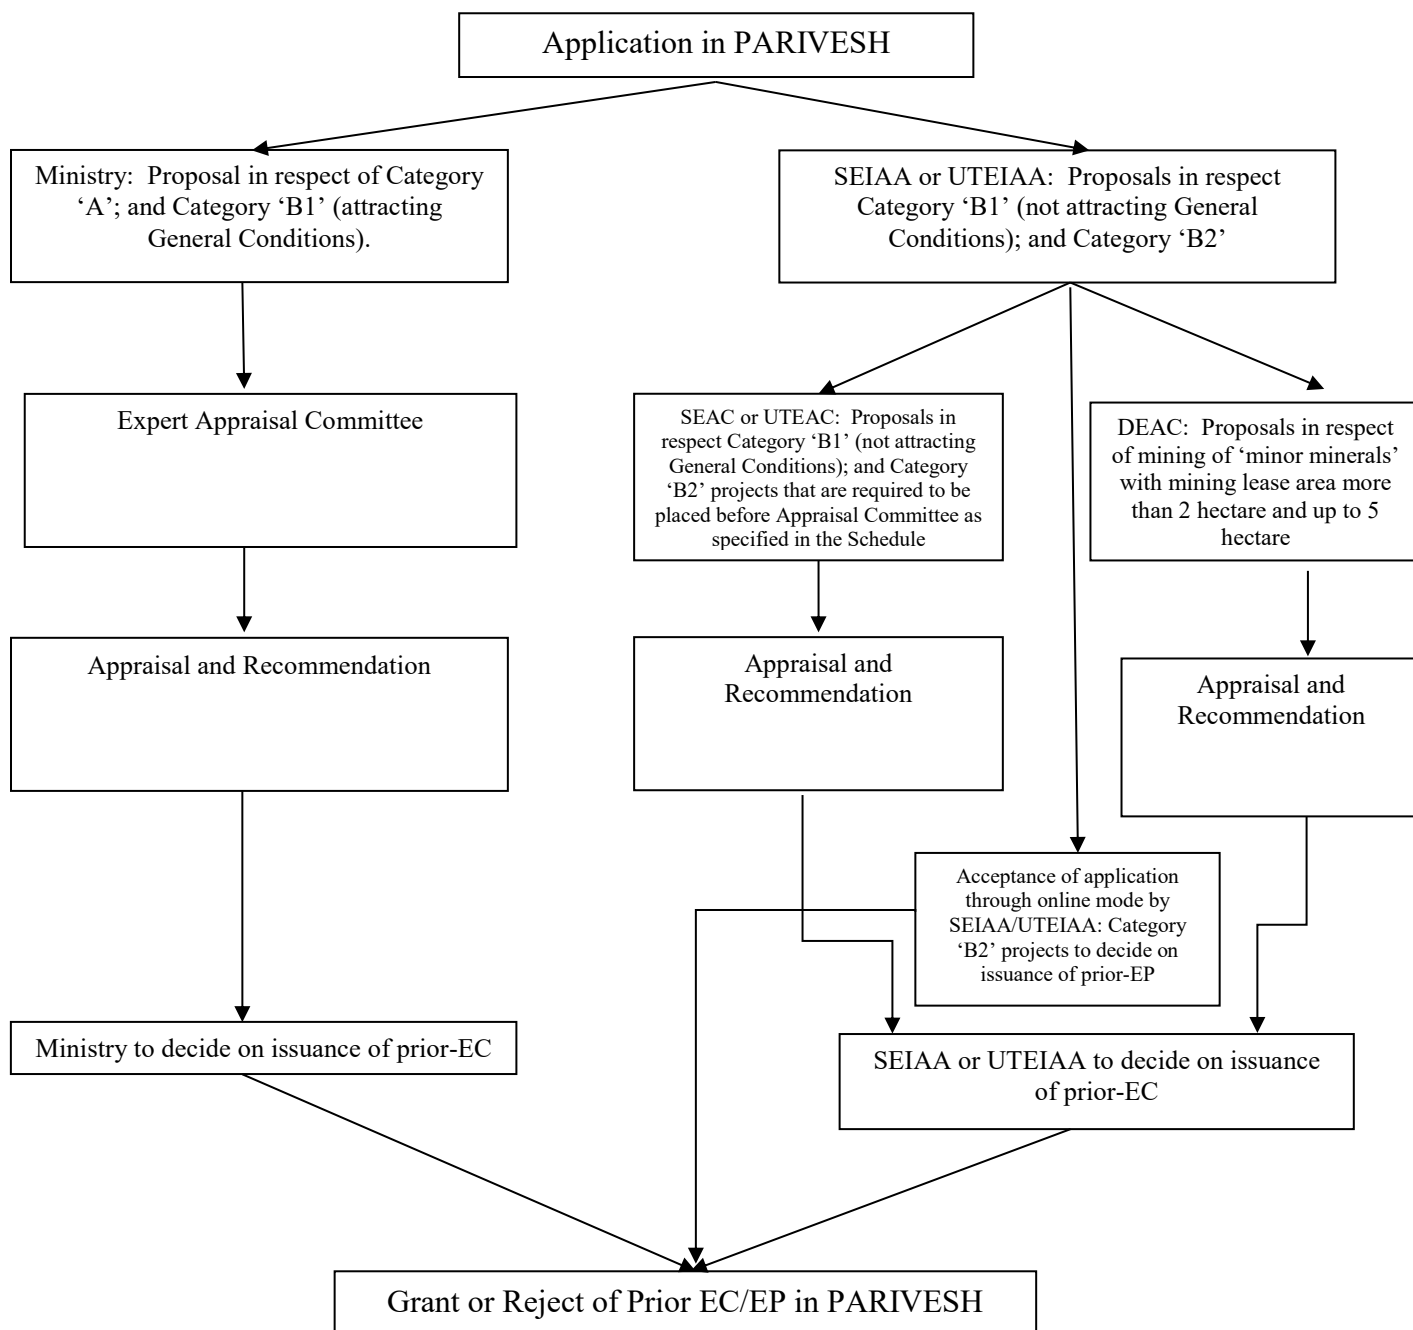 Application in PARIVESH
Ministry:  Proposal in respect of Category
‘A’; and Category ‘B1’ (attracting
General Conditions).
SEIAA or UTEIAA:  Proposals in respect
Category ‘B1’ (not attracting General
Conditions); and Category ‘B2’
Expert Appraisal Committee
SEAC or UTEAC:  Proposals in
respect Category ‘B1’ (not attracting
General Conditions); and Category
‘B2’ projects that are required to be
placed before Appraisal Committee as
specified in the Schedule
DEAC:  Proposals in respect
of mining of ‘minor minerals’
with mining lease area more
than 2 hectare and up to 5
hectare
Appraisal and Recommendation
Appraisal and
Recommendation
Appraisal and
Recommendation
Acceptance of application
through online mode by
SEIAA/UTEIAA: Category
‘B2’ projects to decide on
issuance of prior-EP
Ministry to decide on issuance of prior-EC
SEIAA or UTEIAA to decide on issuance
of prior-EC
Grant or Reject of Prior EC/EP in PARIVESH